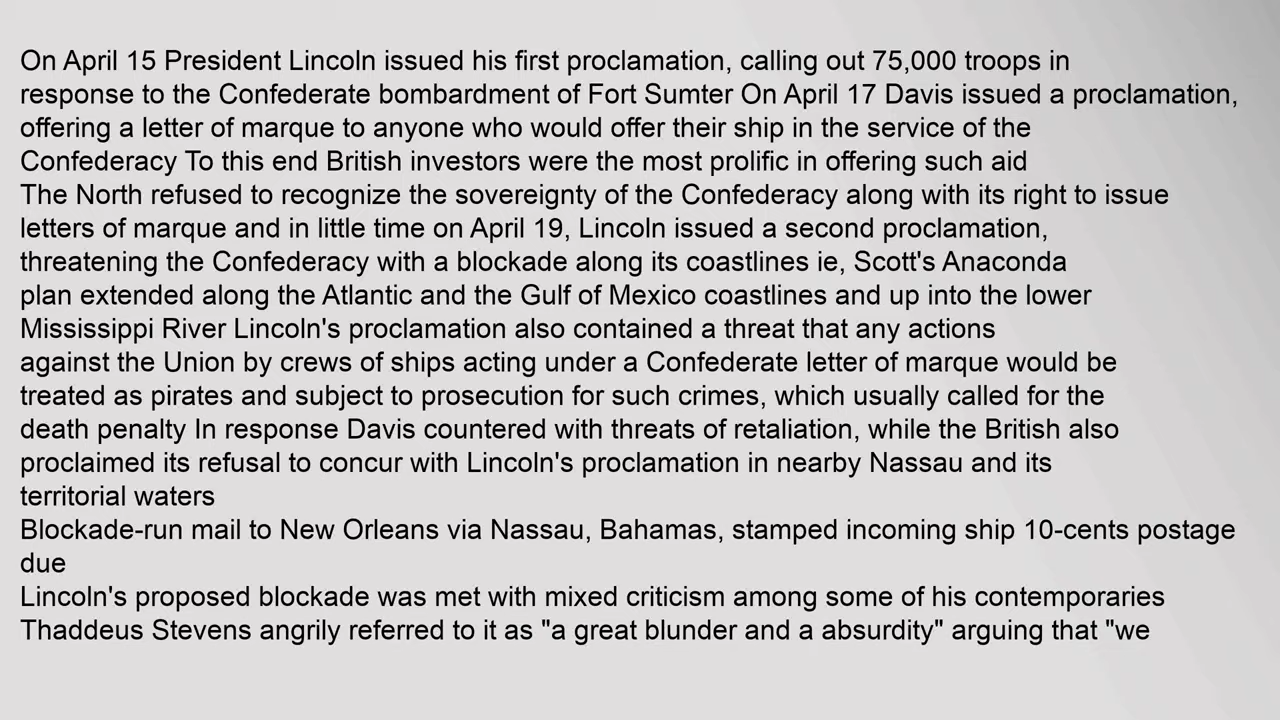 On April 15 President Lincoln issued his first proclamation, calling out 75,000 troops in
response to the Confederate bombardment of Fort Sumter On April 17 Davis issued a proclamation,
offering a letter of marque to anyone who would offer their ship in the service of the
Confederacy To this end British investors were the most prolific in offering such aid
The North refused to recognize the sovereignty of the Confederacy along with its right to issue
letters of marque and in little time on April 19, Lincoln issued a second proclamation,
threatening the Confederacy with a blockade along its coastlines ie, Scott's Anaconda
plan extended along the Atlantic and the Gulf of Mexico coastlines and up into the lower
Mississippi River Lincoln's proclamation also contained a threat that any actions
against the Union by crews of ships acting under a Confederate letter of marque would be
treated as pirates and subject to prosecution for such crimes, which usually called for the
death penalty In response Davis countered with threats of retaliation, while the British also
proclaimed its refusal to concur with Lincoln's proclamation in nearby Nassau and its
territorial waters
Blockade-run mail to New Orleans via Nassau, Bahamas, stamped incoming ship 10-cents postage
due
Lincoln's proposed blockade was met with mixed criticism among some of his contemporaries
Thaddeus Stevens angrily referred to it as "a great blunder and a absurdity" arguing that "we